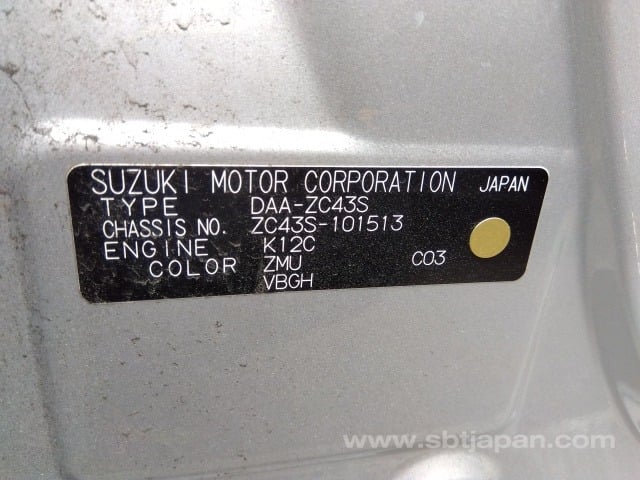 SUZUKI MOTOR CORPORATION JAPAN
TYPE DAA-ZC43S
CHASSIS NO. ZC43S-101513
ENGINE K12C
COLOR ZMU C03
VBGH
www.sbtjapan.com